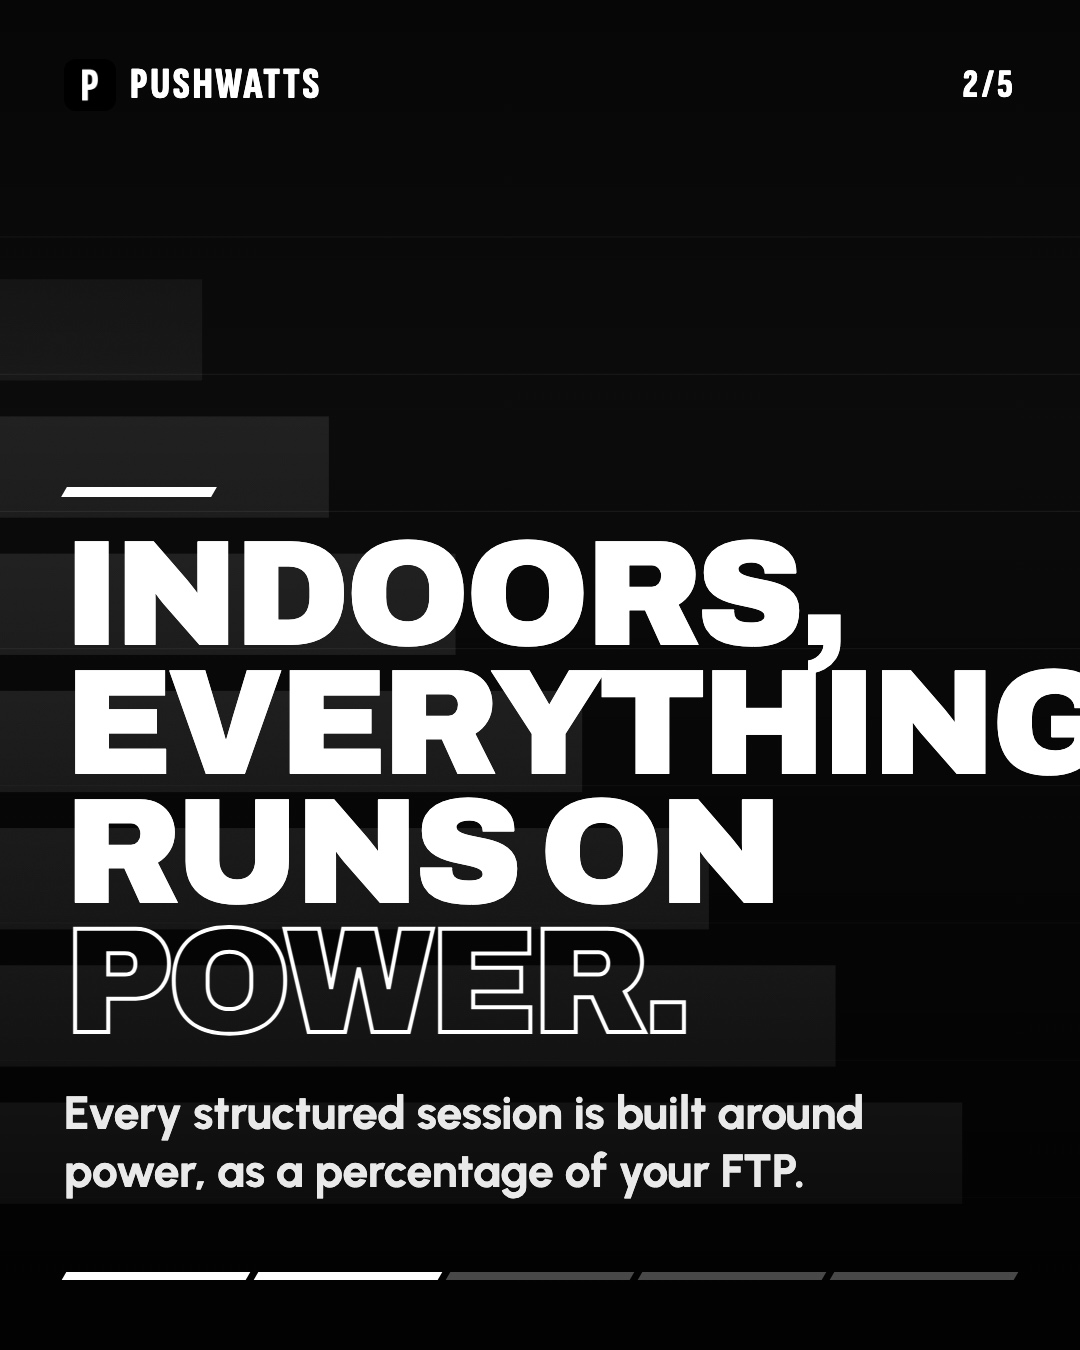 P PUSHWATTS
2/5
INDOORS,
EVERYTHING
RUNS ON
POWER.
Every structured session is built around
power, as a percentage of your FTP.